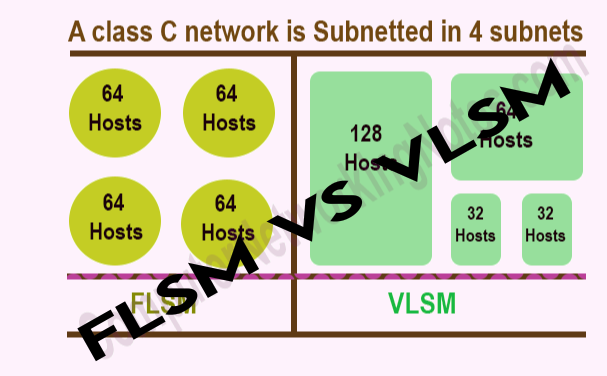 A class C network is Subnetted in 4 subnets
64
Hosts
64
Hosts
64
Hosts
64
Hosts
128
Hosts
64
Hosts
32
Hosts
32
Hosts
FLSM
VLSM
FLSM VS VLSM
ComputerNetworkingNotes.com